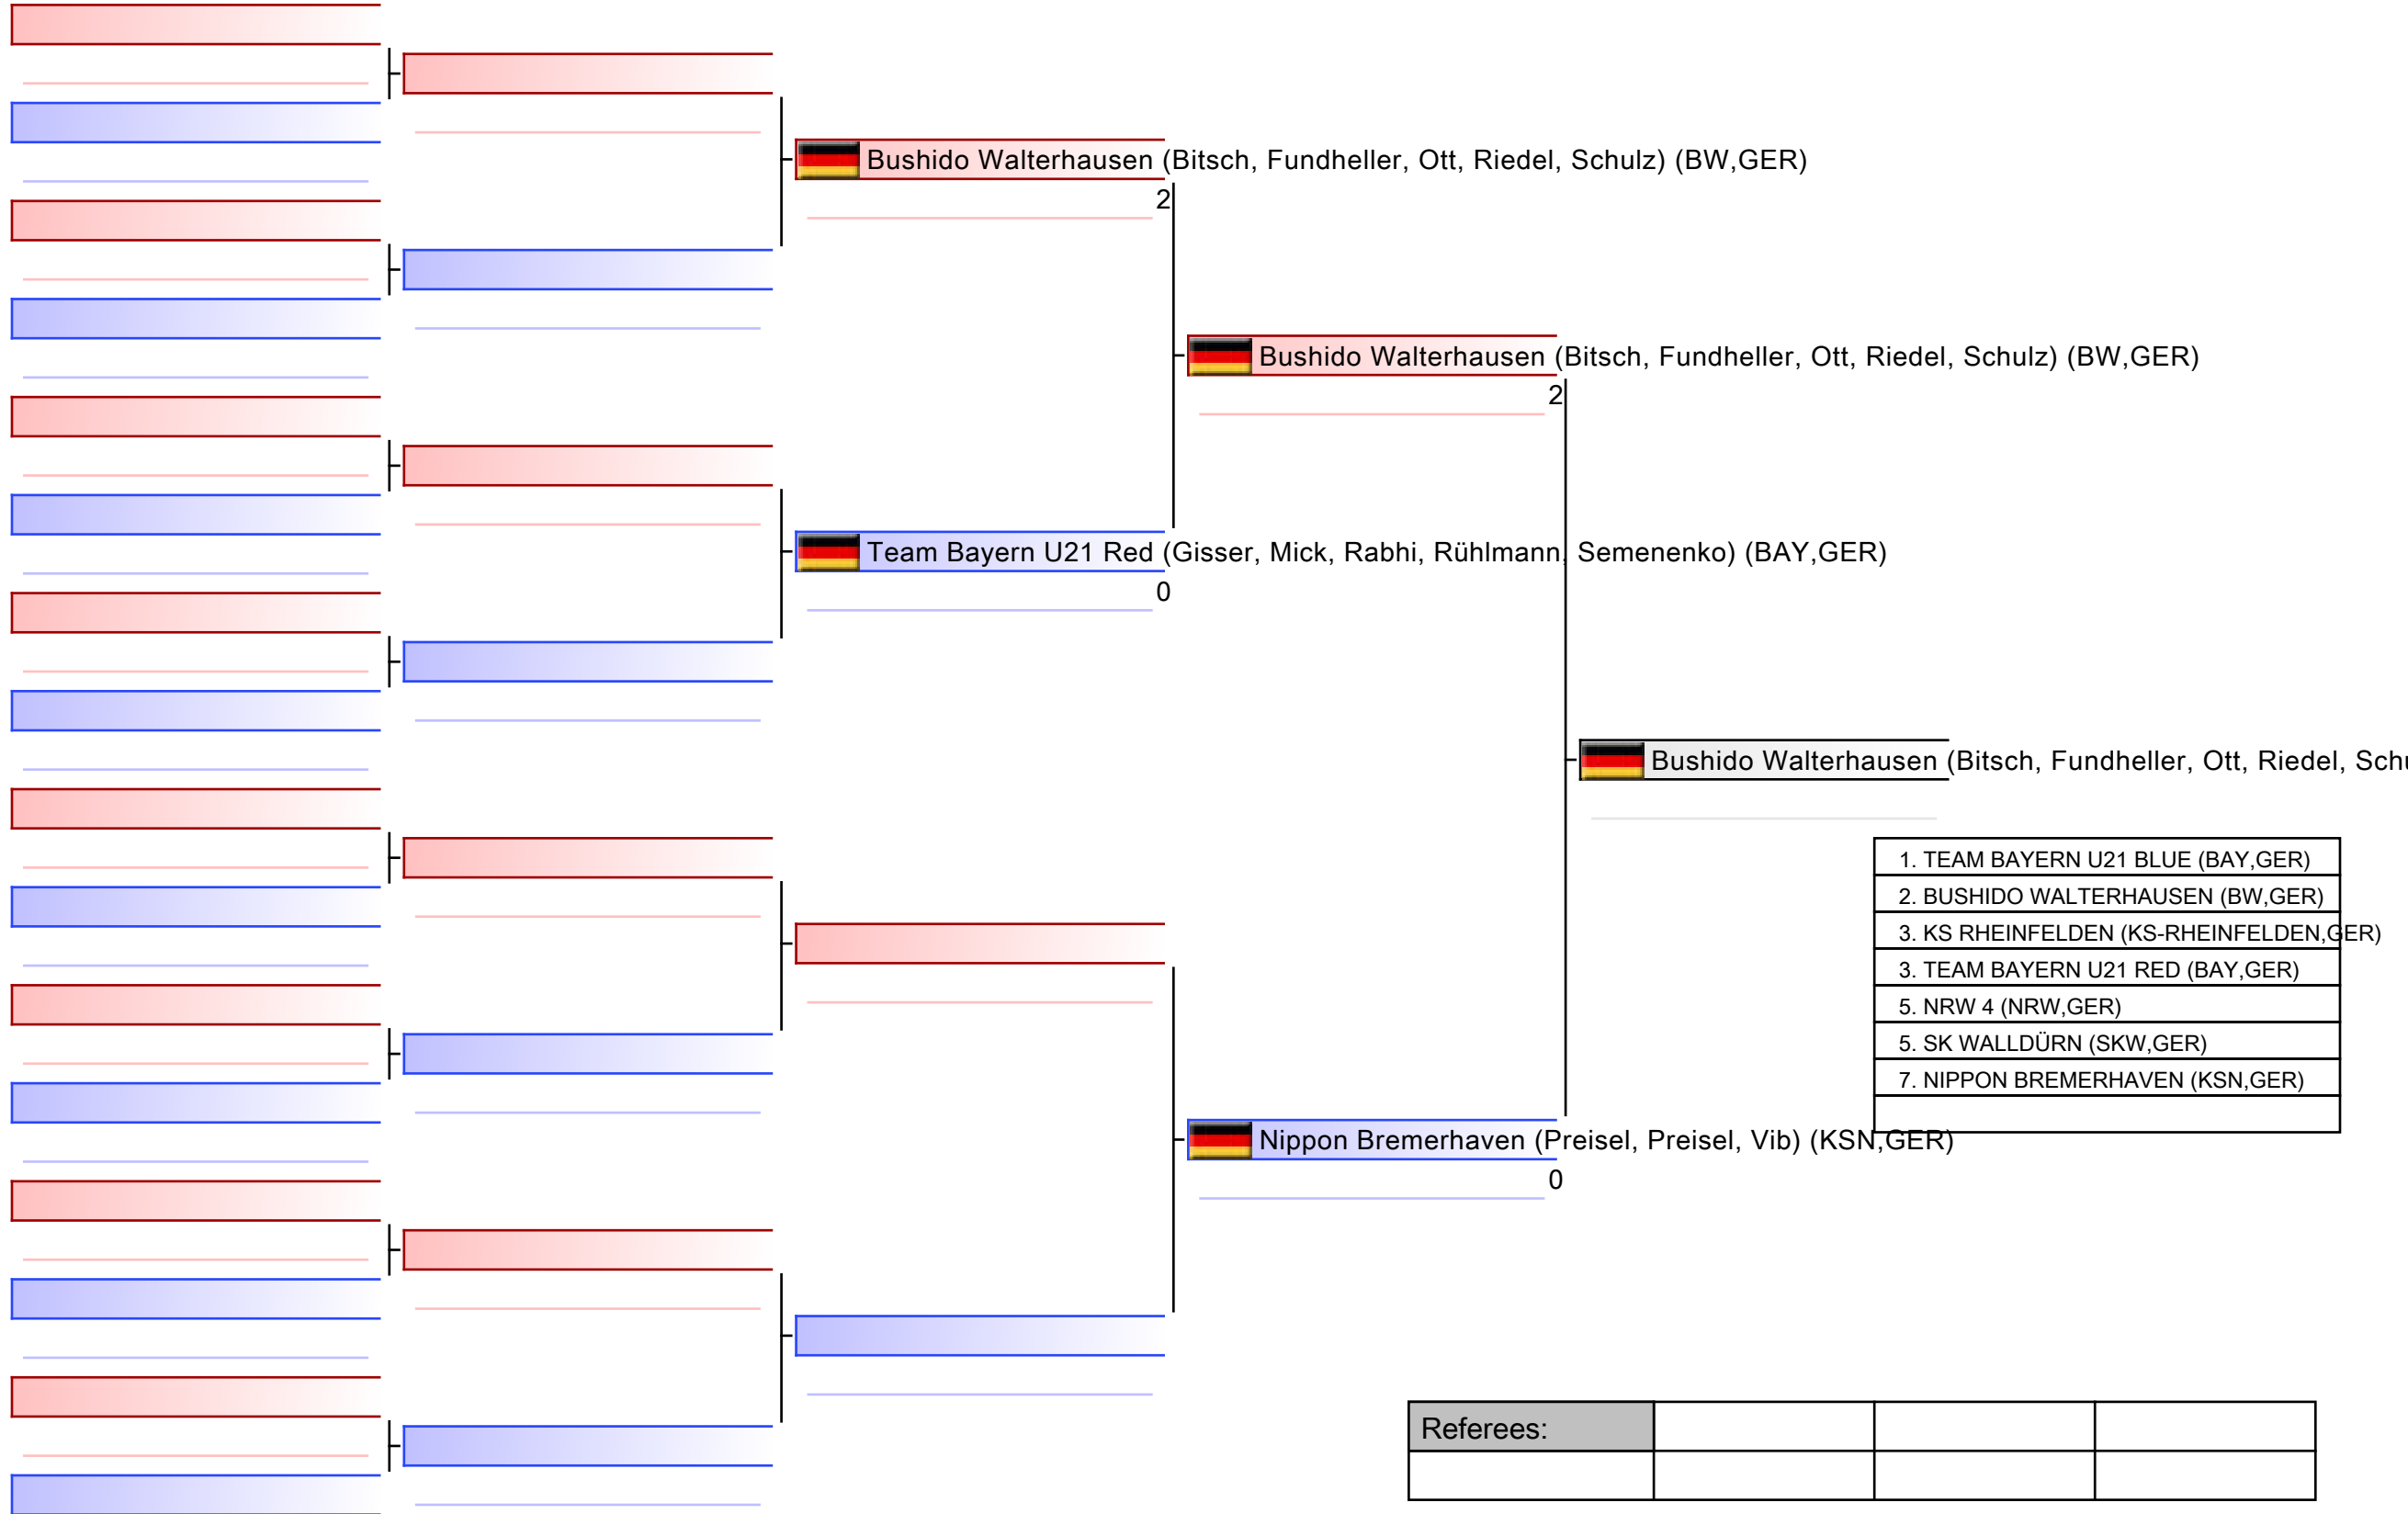 Bushido Walterhausen (Bitsch, Fundheller, Ott, Riedel, Schulz) (BW,GER)
2
Bushido Walterhausen (Bitsch, Fundheller, Ott, Riedel, Schulz) (BW,GER)
2
Team Bayern U21 Red (Gisser, Mick, Rabhi, Rühlmann, Semenenko) (BAY,GER)
0
Bushido Walterhausen (Bitsch, Fundheller, Ott, Riedel, Schu
1. TEAM BAYERN U21 BLUE (BAY,GER)
2. BUSHIDO WALTERHAUSEN (BW,GER)
3. KS RHEINFELDEN (KS-RHEINFELDEN,GER)
3. TEAM BAYERN U21 RED (BAY,GER)
5. NRW 4 (NRW,GER)
5. SK WALLDÜRN (SKW,GER)
7. NIPPON BREMERHAVEN (KSN,GER)
Nippon Bremerhaven (Preisel, Preisel, Vib) (KSN,GER)
0
Referees: